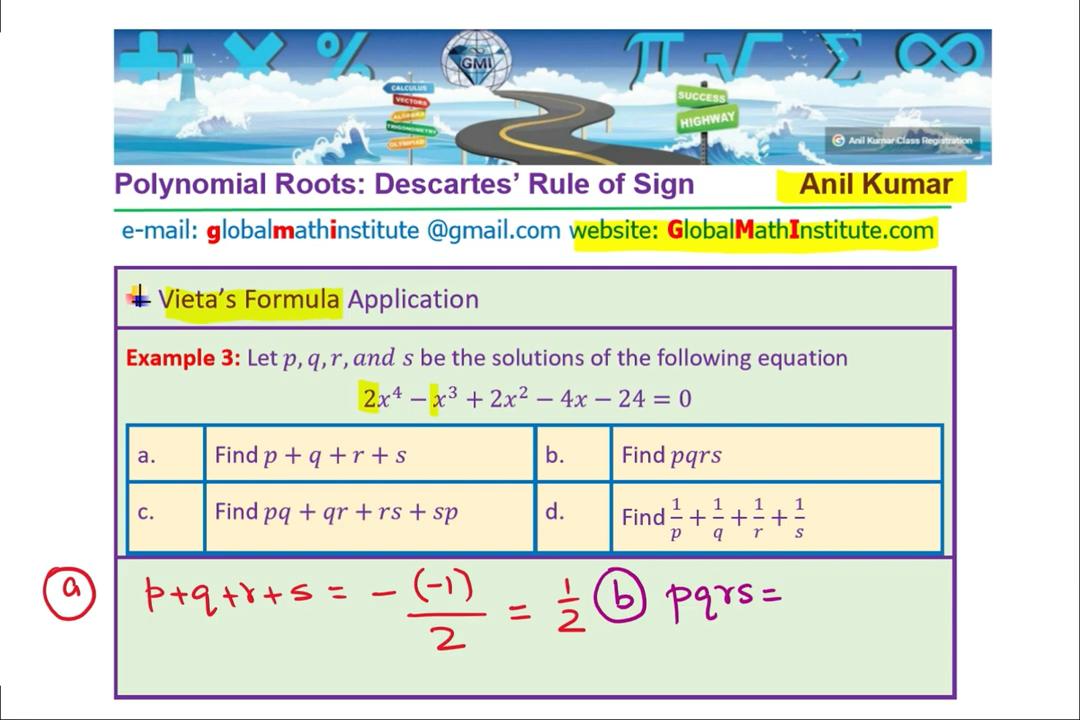 + × % GMI π √ Σ ∞
CALCULUS
VECTORS
ALGEBRA
TRIGONOMETRY
OLYMPIAD
SUCCESS
HIGHWAY
G Anil Kumar Class Registration
Polynomial Roots: Descartes’ Rule of Sign Anil Kumar
e-mail: globalmathinstitute @gmail.com website: GlobalMathInstitute.com
Vieta’s Formula Application
Example 3: Let p, q, r, and s be the solutions of the following equation
2x⁴ − x³ + 2x² − 4x − 24 = 0
a. Find p + q + r + s b. Find pqrs
c. Find pq + qr + rs + sp d. Find 1/p + 1/q + 1/r + 1/s
(a) p+q+r+s = - (-1)/2 = 1/2 (b) pqrs =